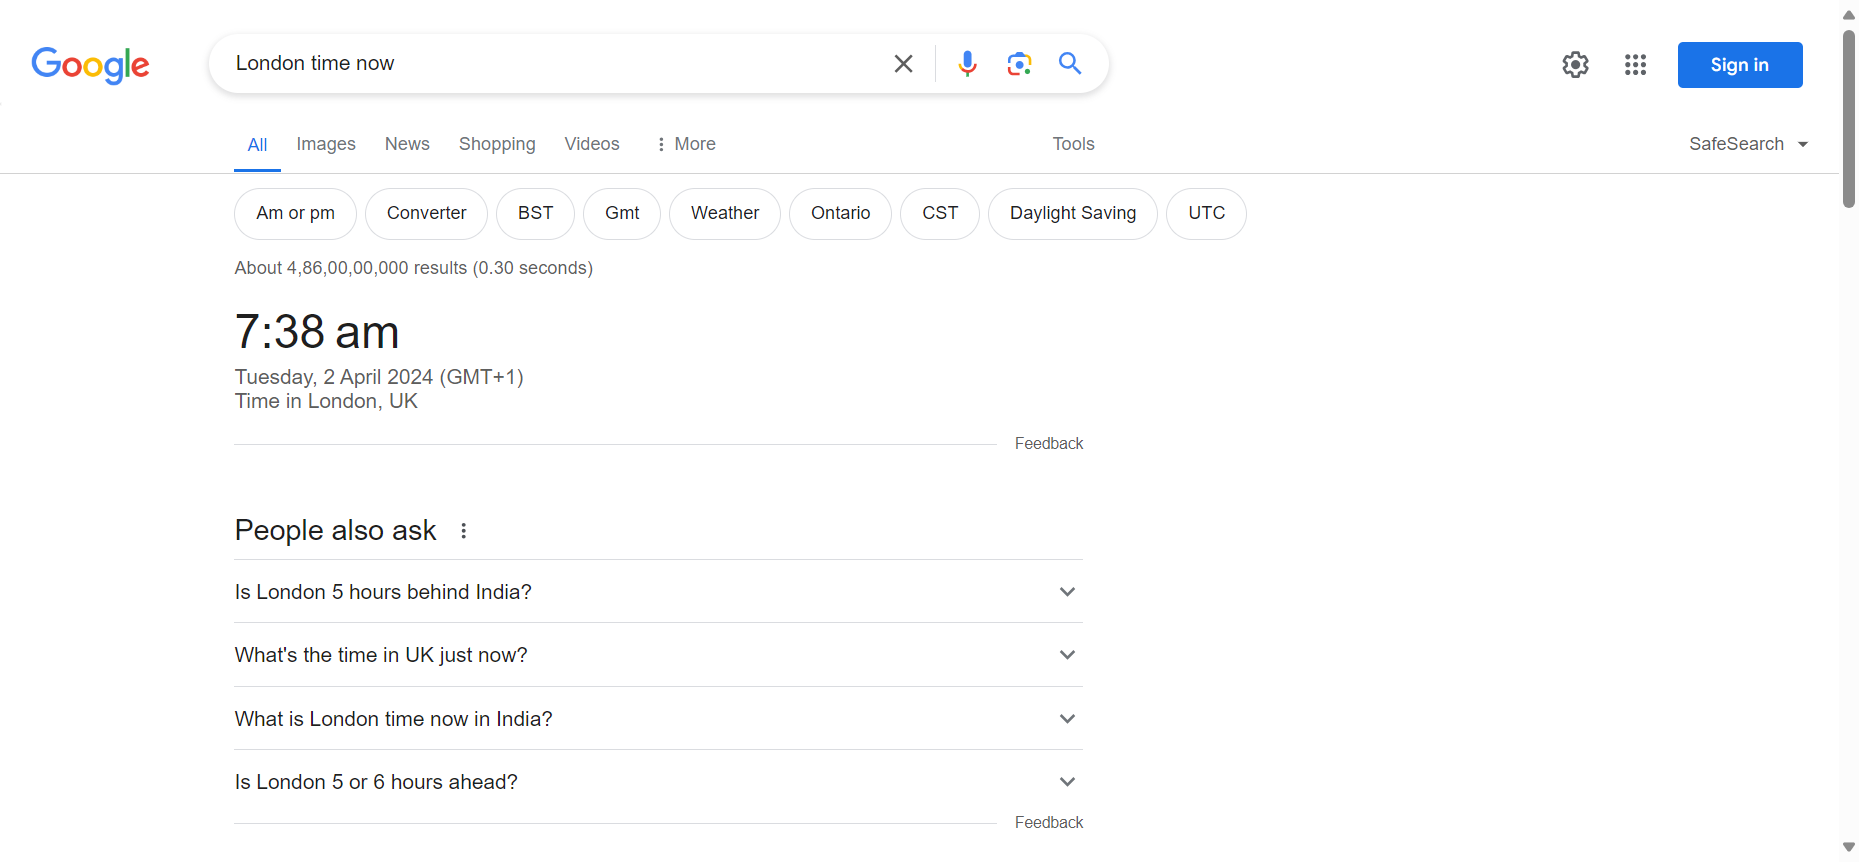 Google
London time now
Sign in
All Images News Shopping Videos More Tools SafeSearch
Am or pm Converter BST Gmt Weather Ontario CST Daylight Saving UTC
About 4,86,00,00,000 results (0.30 seconds)
7:38 am
Tuesday, 2 April 2024 (GMT+1)
Time in London, UK
Feedback
People also ask
Is London 5 hours behind India?
What's the time in UK just now?
What is London time now in India?
Is London 5 or 6 hours ahead?
Feedback